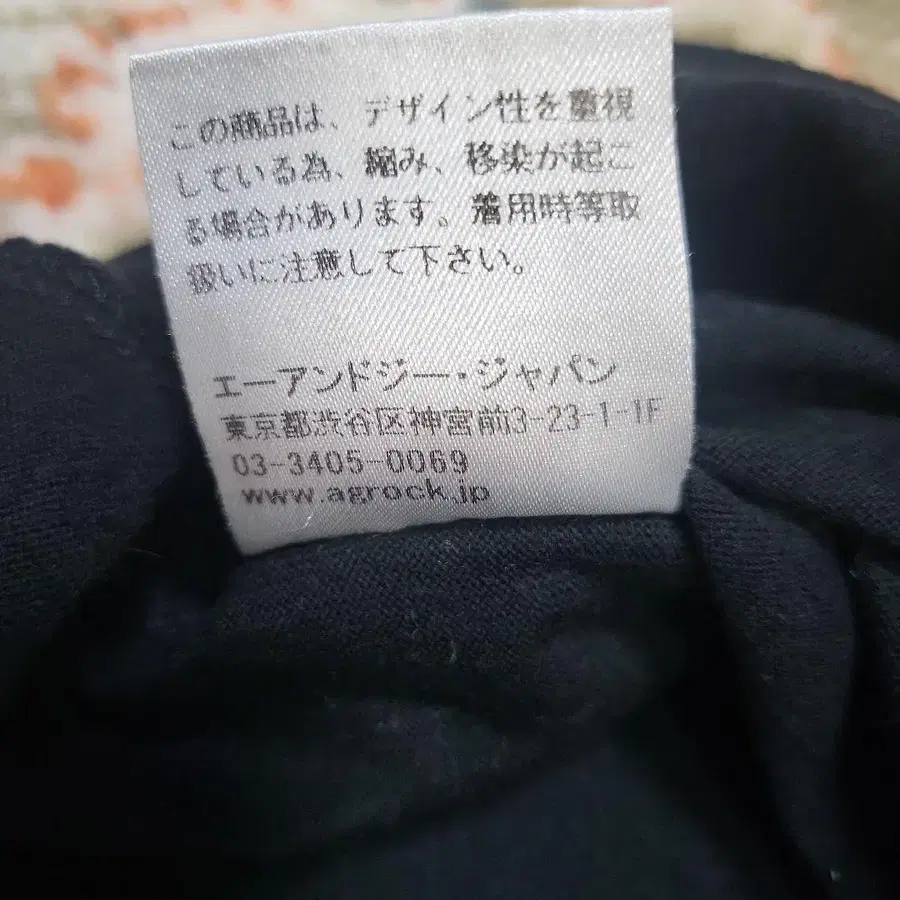 この商品は、デザイン性を重視
している為、縮み、移染が起こ
る場合があります。着用時等取
扱いに注意して下さい。
エーアンドジー・ジャパン
東京都渋谷区神宮前3-23-1-1F
03-3405-0069
www.agrock.jp